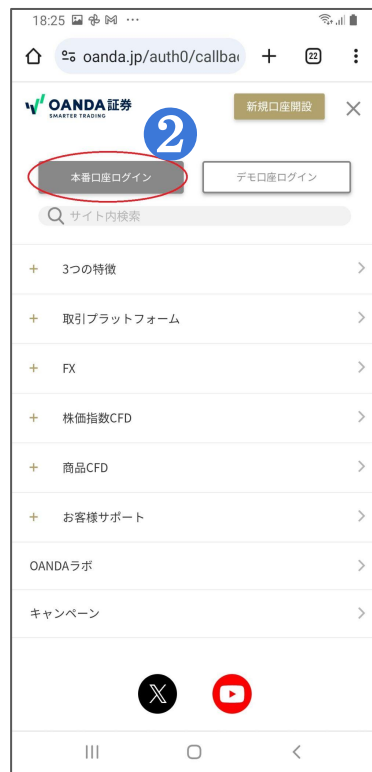 18:25
oanda.jp/auth0/callba
22
OANDA証券
SMARTER TRADING
新規口座開設
2
本番口座ログイン
デモ口座ログイン
サイト内検索
+ 3つの特徴
+ 取引プラットフォーム
+ FX
+ 株価指数CFD
+ 商品CFD
+ お客様サポート
OANDAラボ
キャンペーン